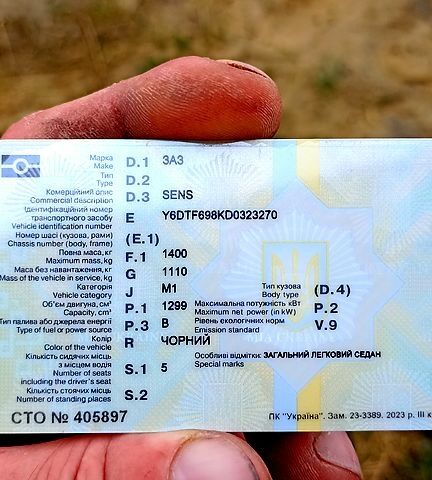 Марка D.1 ЗАЗ
Make
Тип D.2
Type
Комерційний опис D.3 SENS
Commercial description
Ідентифікаційний номер
транспортного засобу E Y6DTF698KD0323270
Vehicle identification number
Номер шасі (кузова, рами) (E.1)
Chassis number (body, frame)
Повна маса, кг F.1 1400
Maximum mass, kg
Маса без навантаження, кг G 1110
Mass of the vehicle in service, kg
Категорія J M1 Тип кузова (D.4)
Vehicle category Body type
Об'єм двигуна, см³ P.1 1299 Максимальна потужність кВт P.2
Capacity, cm³ Maximum net power (in kW)
Тип палива або джерела енергії P.3 B Рівень екологічних норм V.9
Type of fuel or power source Emission standard
Колір R ЧОРНИЙ
Color of the vehicle
Кількість сидячих місць Особливі відмітки: ЗАГАЛЬНИЙ ЛЕГКОВИЙ СЕДАН
з місцем водія S.1 5 Special marks
Number of seats
including the driver's seat
Кількість стоячих місць S.2
Number of standing places
СТО № 405897 ПК "Україна". Зам. 23-3389. 2023 р. III к